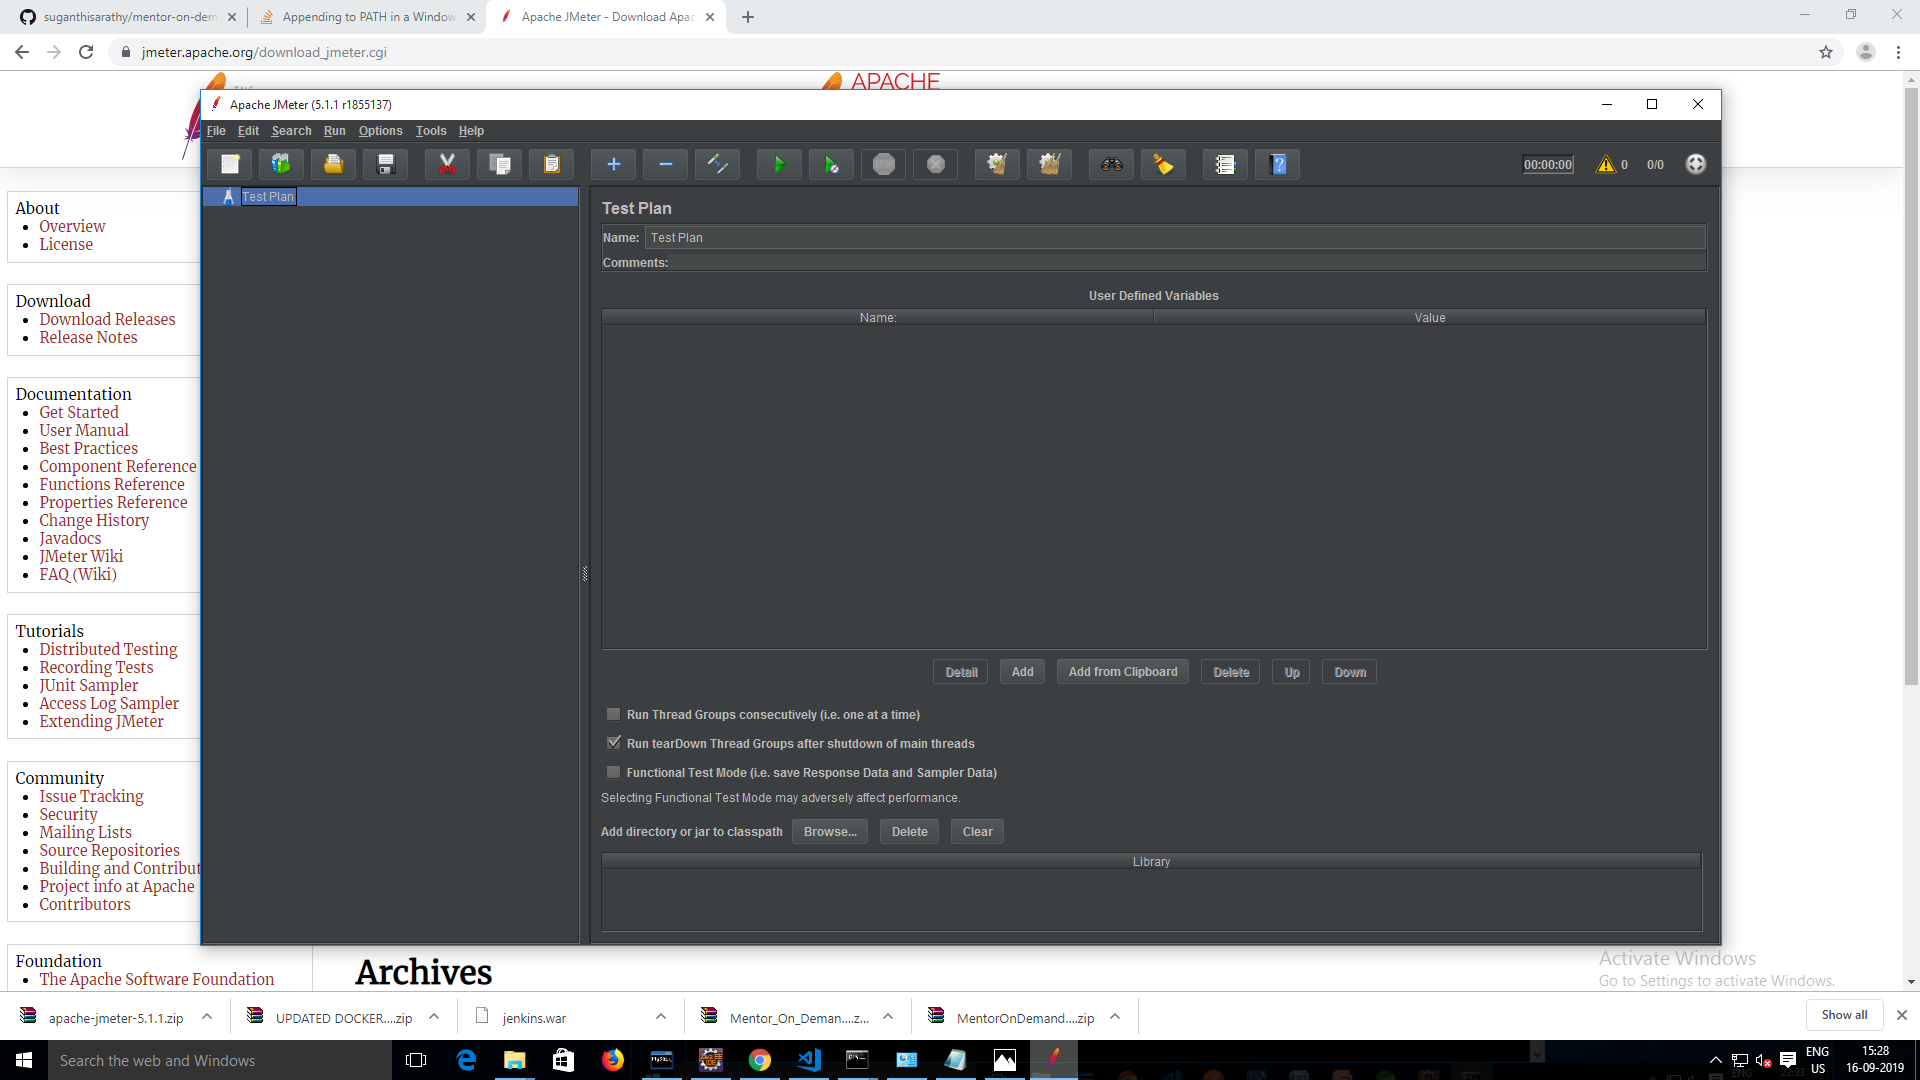 suganthisarathy/mentor-on-dem
Appending to PATH in a Window
Apache JMeter - Download Apac
jmeter.apache.org/download_jmeter.cgi
THE
APACHE
Apache JMeter (5.1.1 r1855137)
File Edit Search Run Options Tools Help
STOP
00:00:00
0
0/0
Test Plan
Test Plan
Name: Test Plan
Comments:
User Defined Variables
Name: Value
Detail Add Add from Clipboard Delete Up Down
Run Thread Groups consecutively (i.e. one at a time)
Run tearDown Thread Groups after shutdown of main threads
Functional Test Mode (i.e. save Response Data and Sampler Data)
Selecting Functional Test Mode may adversely affect performance.
Add directory or jar to classpath Browse... Delete Clear
Library
About
Overview
License
Download
Download Releases
Release Notes
Documentation
Get Started
User Manual
Best Practices
Component Reference
Functions Reference
Properties Reference
Change History
Javadocs
JMeter Wiki
FAQ (Wiki)
Tutorials
Distributed Testing
Recording Tests
JUnit Sampler
Access Log Sampler
Extending JMeter
Community
Issue Tracking
Security
Mailing Lists
Source Repositories
Building and Contribut
Project info at Apache
Contributors
Foundation
The Apache Software Foundation
Archives
Activate Windows
Go to Settings to activate Windows.
apache-jmeter-5.1.1.zip
UPDATED DOCKER....zip
jenkins.war
Mentor_On_Deman....z...
MentorOnDemand....zip
Show all
Search the web and Windows
ENG
US
15:28
16-09-2019